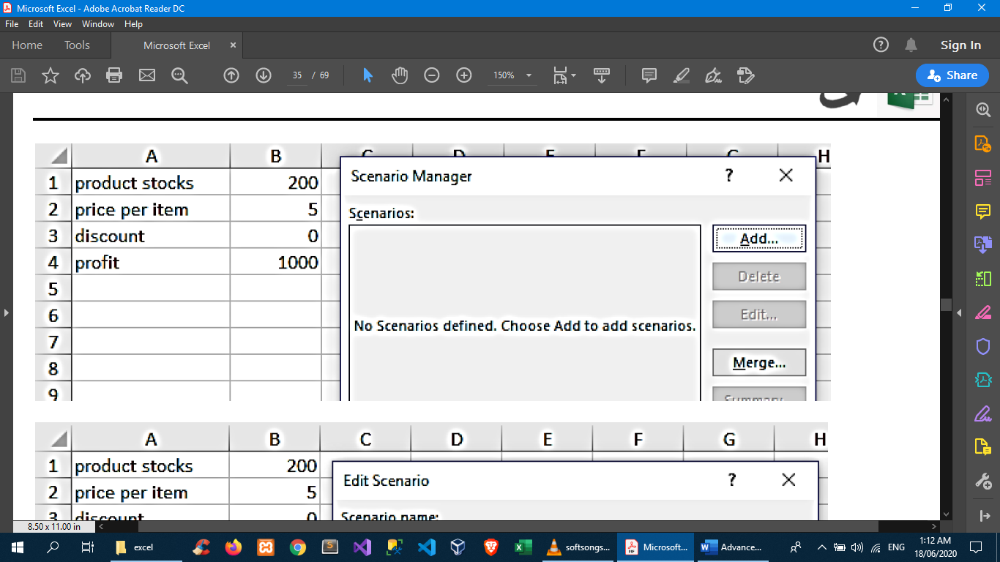 Microsoft Excel - Adobe Acrobat Reader DC
File Edit View Window Help
Home Tools Microsoft Excel × Sign In
35 / 69 150% Share
A B C D E F G H
1 product stocks 200
2 price per item 5
3 discount 0
4 profit 1000
5
6
7
8
9
Scenario Manager ? ×
Scenarios:
Add...
Delete
Edit...
No Scenarios defined. Choose Add to add scenarios.
Merge...
Summary...
A B C D E F G H
1 product stocks 200
2 price per item 5
3 discount 0
Edit Scenario ? ×
Scenario name:
8.50 x 11.00 in
excel softsongs... Microsoft... Advance... ENG 1:12 AM
18/06/2020